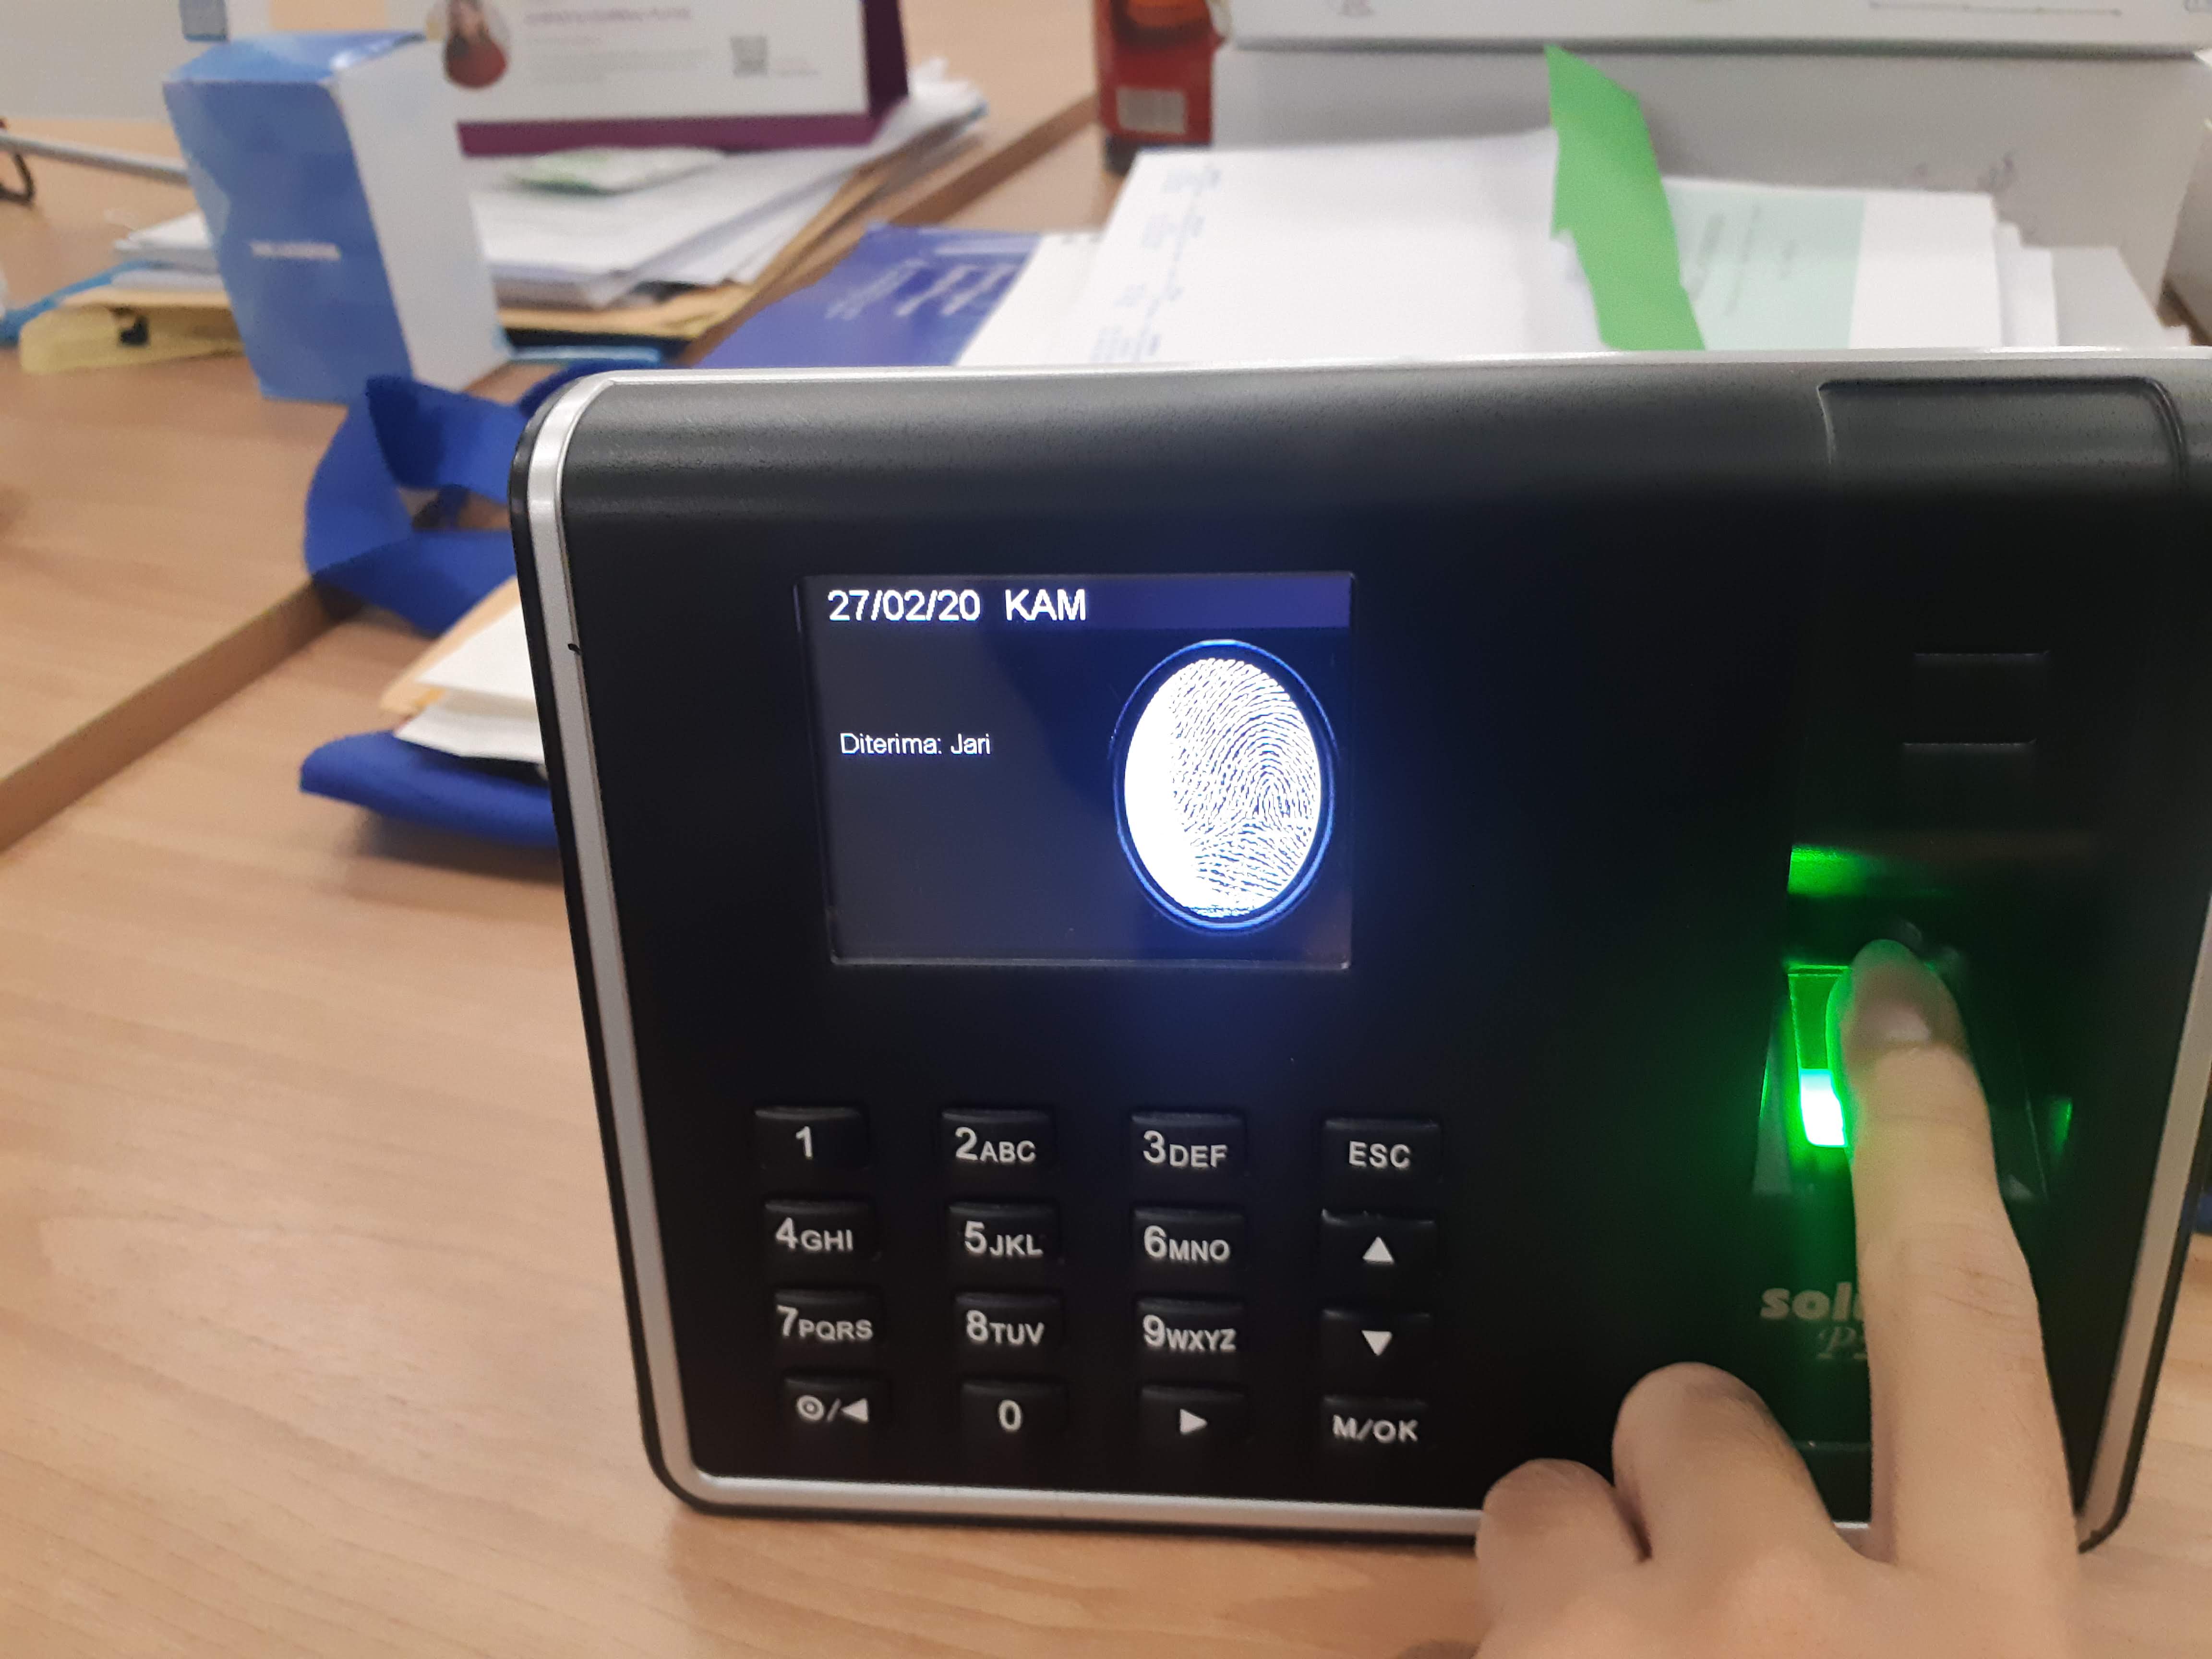 27/02/20 KAM
Diterima: Jari
1 2ABC 3DEF ESC
4GHI 5JKL 6MNO ▲
7PQRS 8TUV 9WXYZ ▼
◎/◀ 0 ▶ M/OK